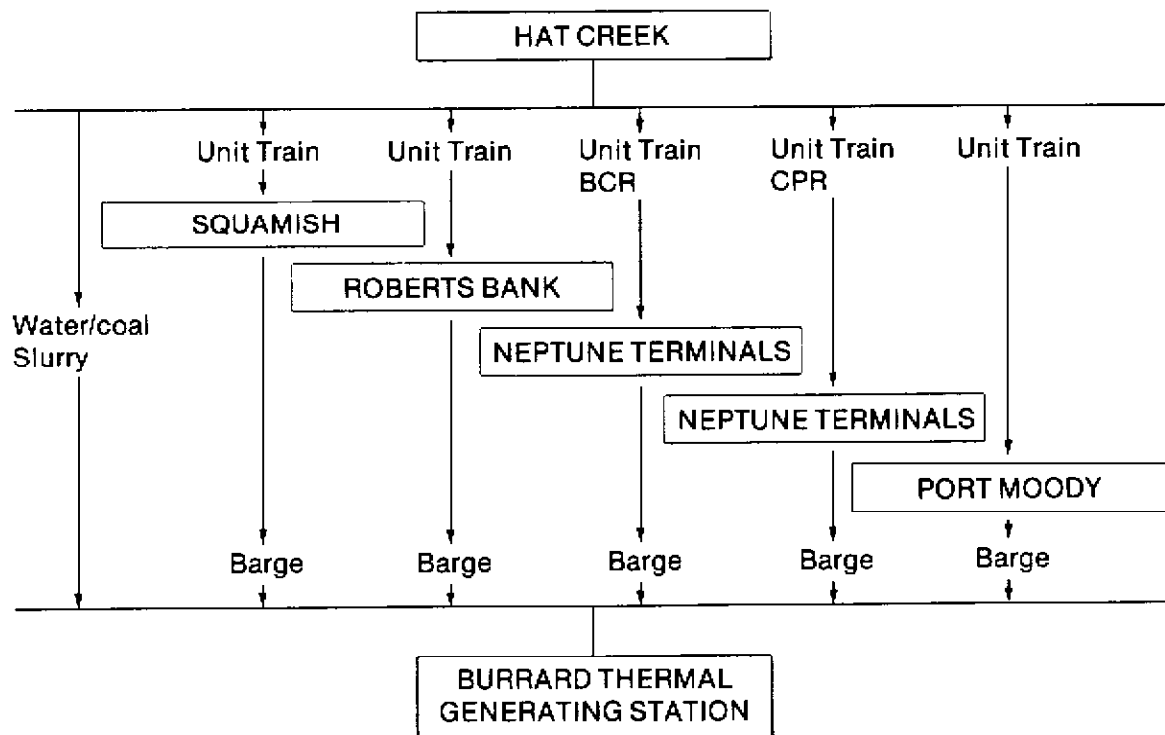 HAT CREEK
Unit Train
Unit Train
Unit Train
BCR
Unit Train
CPR
Unit Train
SQUAMISH
ROBERTS BANK
Water/coal
Slurry
NEPTUNE TERMINALS
NEPTUNE TERMINALS
PORT MOODY
Barge
Barge
Barge
Barge
Barge
BURRARD THERMAL
GENERATING STATION